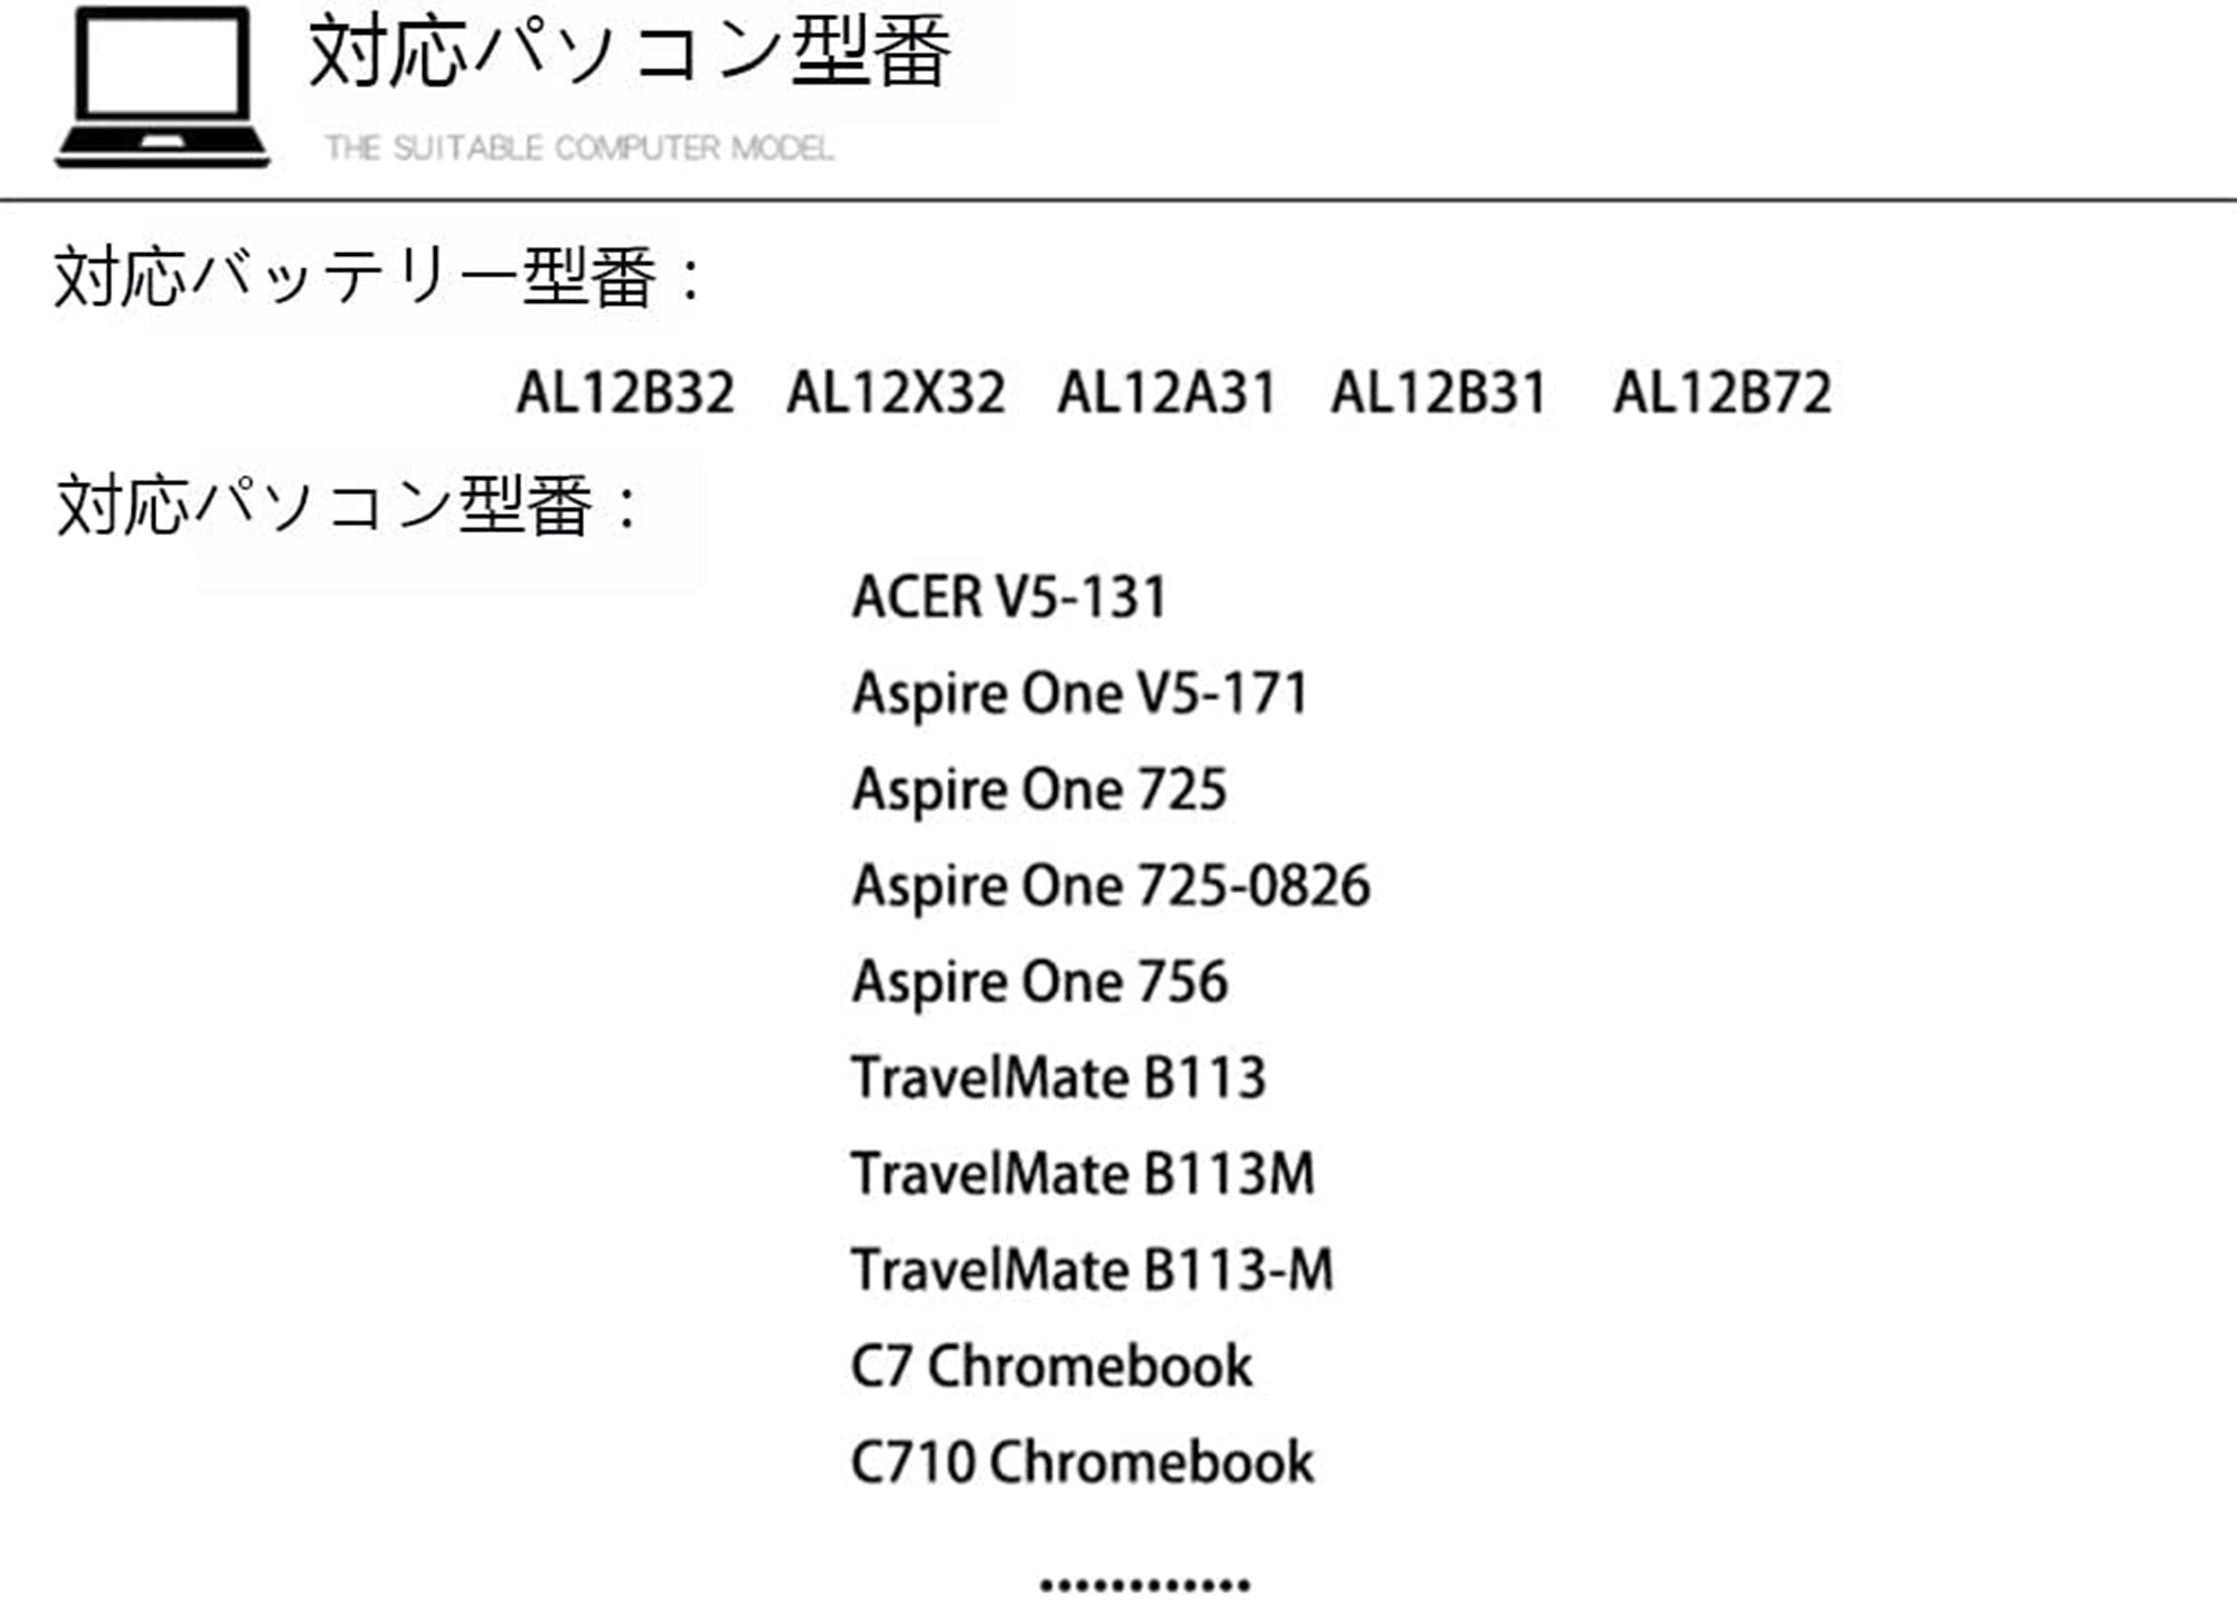 対応パソコン型番
THE SUITABLE COMPUTER MODEL
対応バッテリー型番：
AL12B32 AL12X32 AL12A31 AL12B31 AL12B72
対応パソコン型番：
ACER V5-131
Aspire One V5-171
Aspire One 725
Aspire One 725-0826
Aspire One 756
TravelMate B113
TravelMate B113M
TravelMate B113-M
C7 Chromebook
C710 Chromebook
............